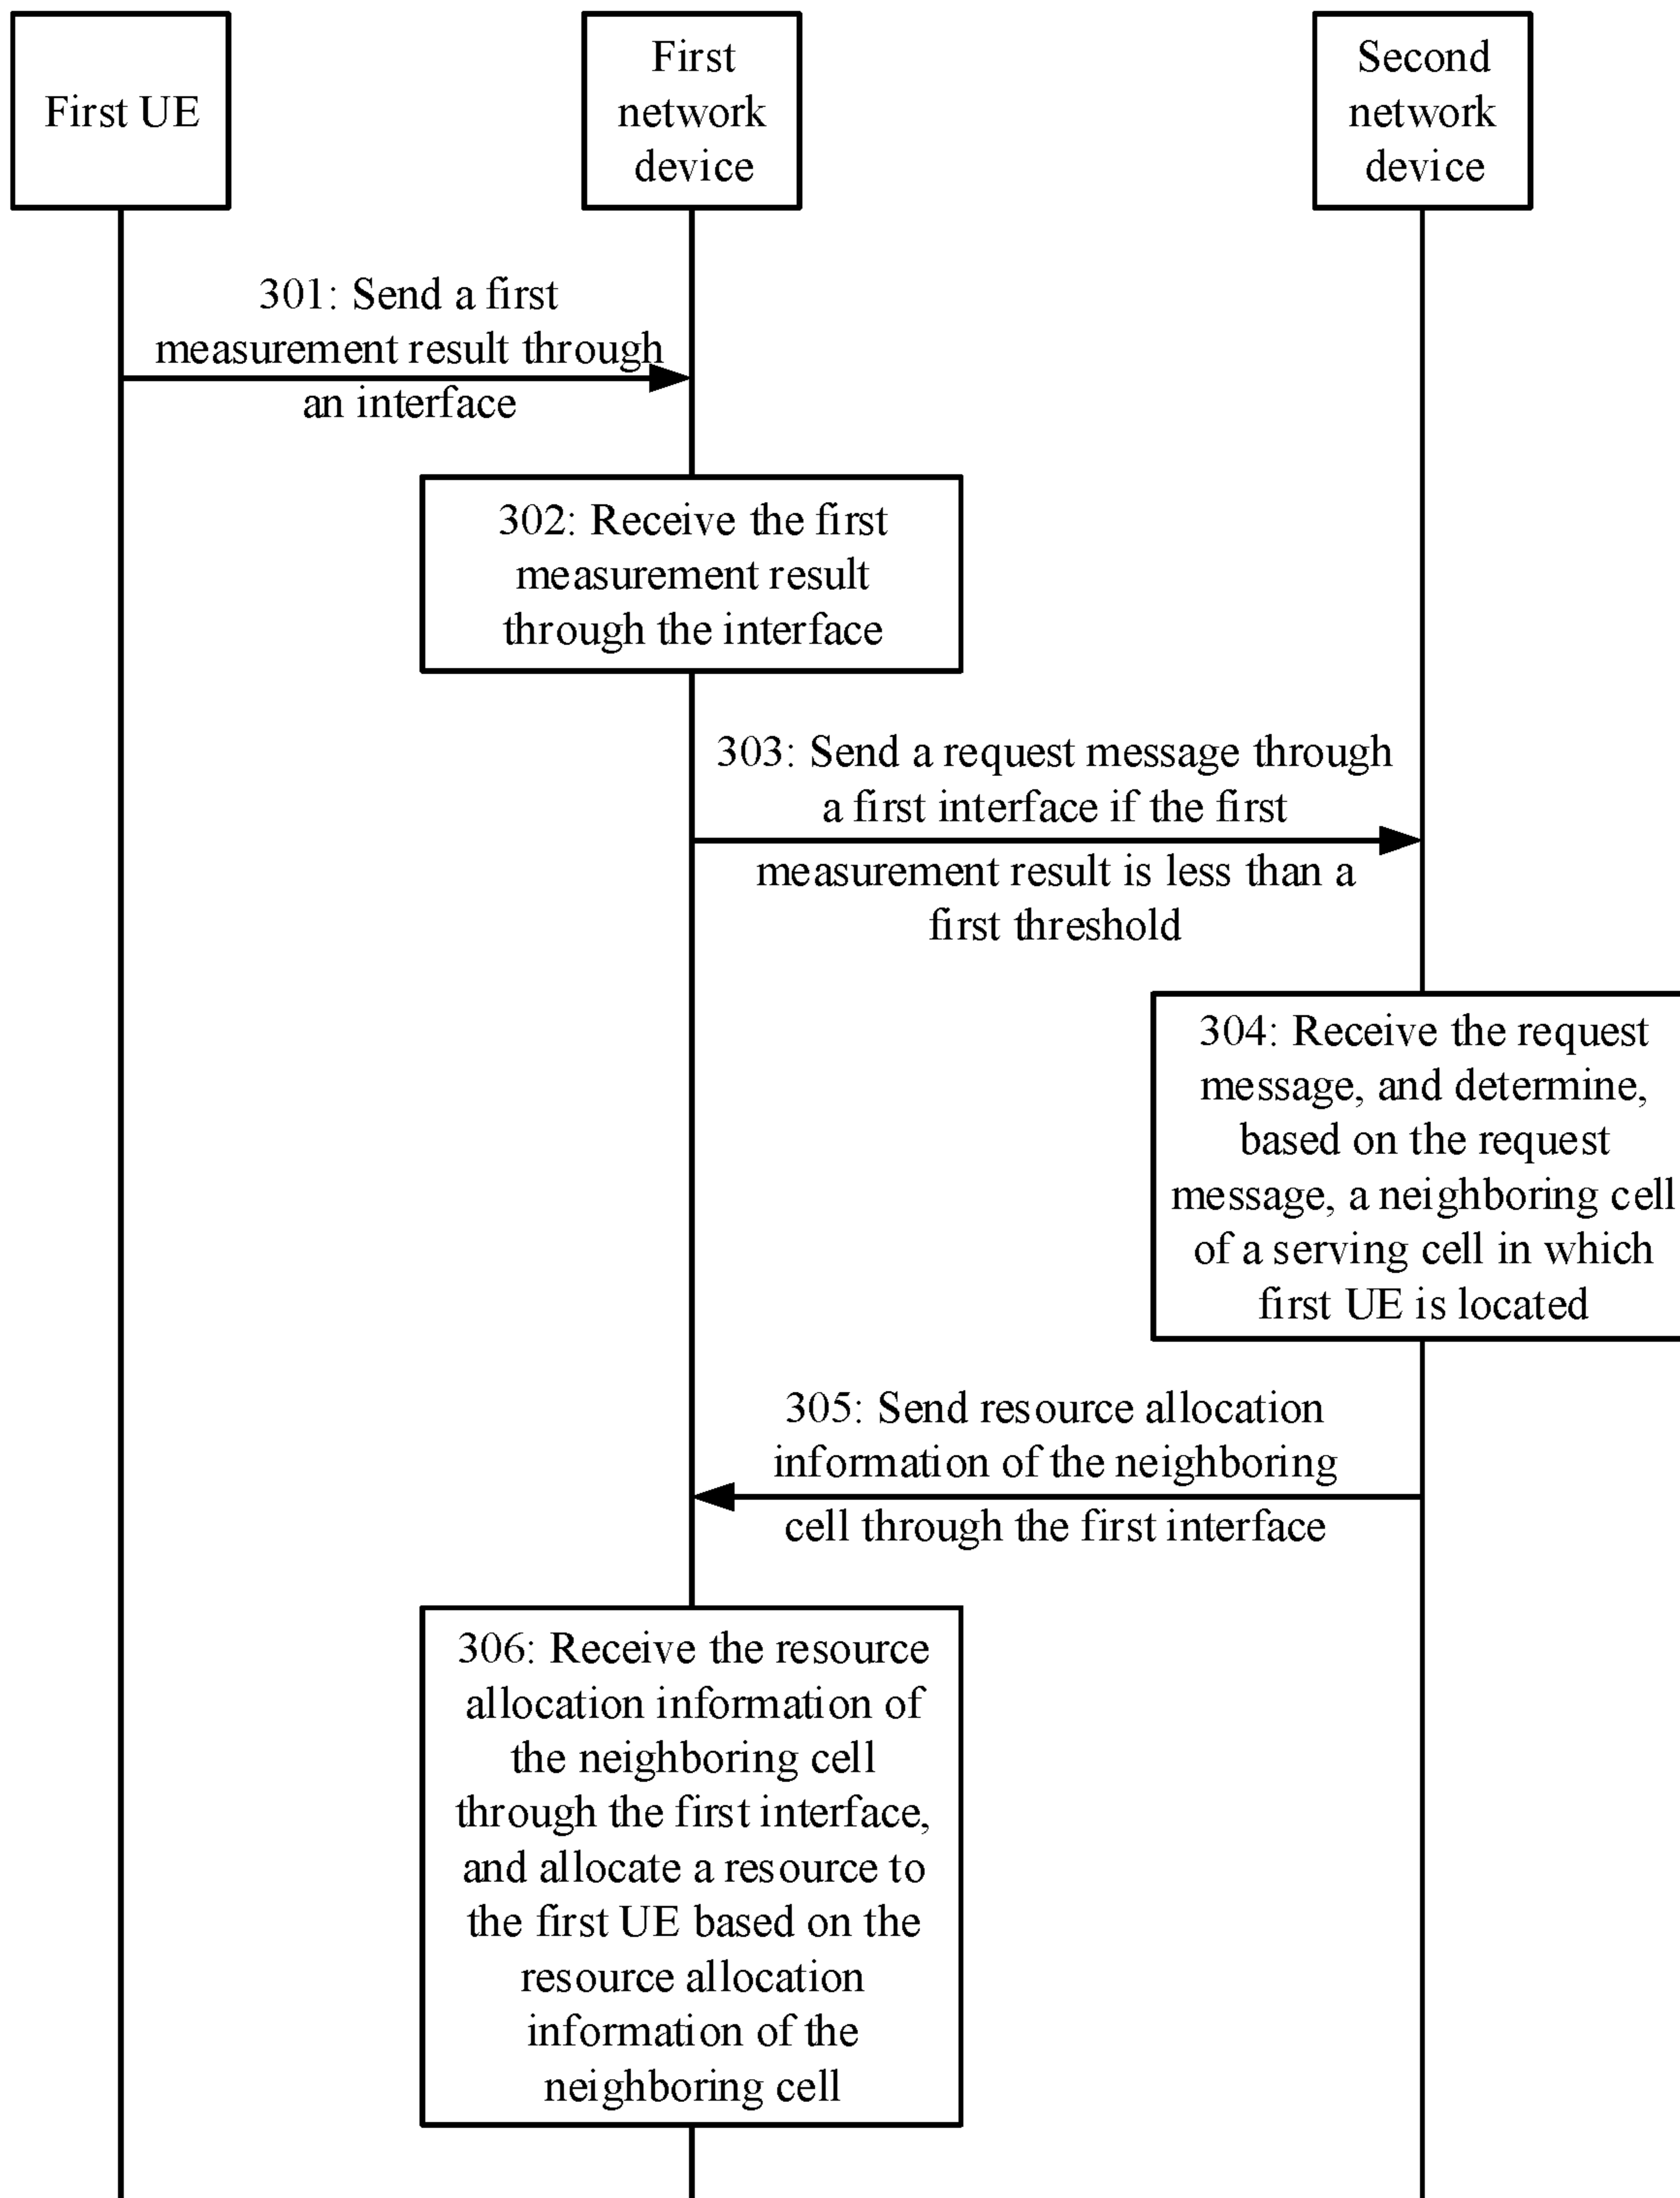 First UE
First
network
device
Second
network
device
301: Send a first
measurement result through
an interface
302: Receive the first
measurement result
through the interface
303: Send a request message through
a first interface if the first
measurement result is less than a
first threshold
304: Receive the request
message, and determine,
based on the request
message, a neighboring cell
of a serving cell in which
first UE is located
305: Send resource allocation
information of the neighboring
cell through the first interface
306: Receive the resource
allocation information of
the neighboring cell
through the first interface,
and allocate a resource to
the first UE based on the
resource allocation
information of the
neighboring cell